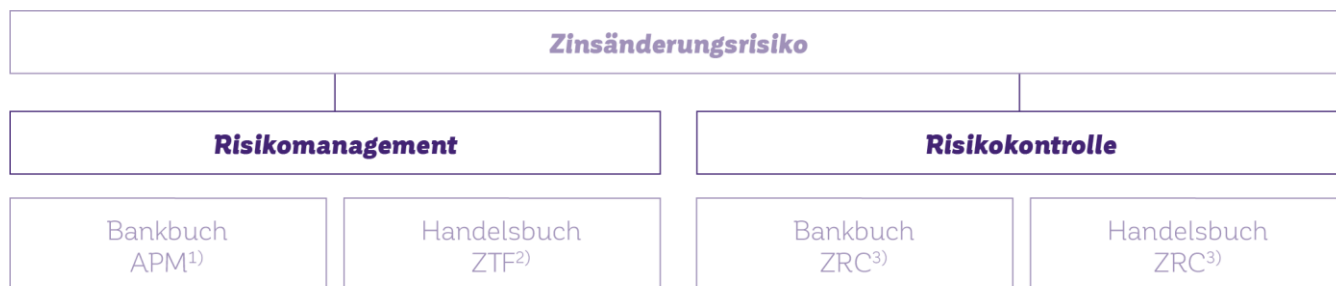 Zinsänderungsrisiko
Risikomanagement
Risikokontrolle
Bankbuch
APM¹⁾
Handelsbuch
ZTF²⁾
Bankbuch
ZRC³⁾
Handelsbuch
ZRC³⁾